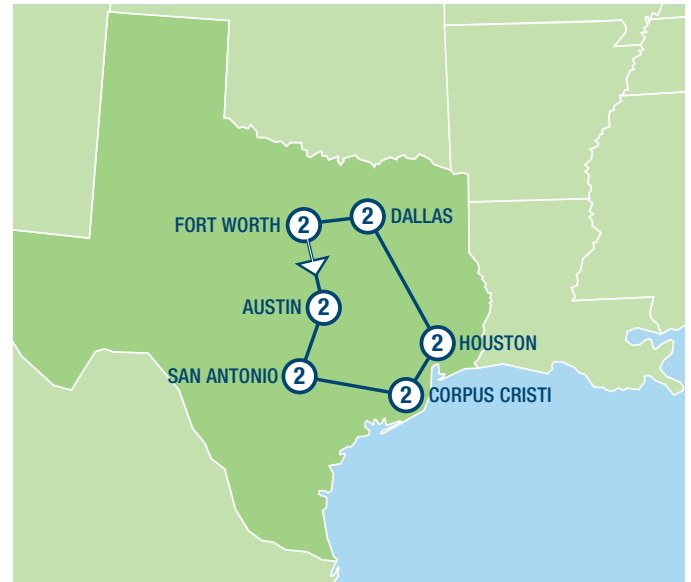 FORT WORTH 2
2 DALLAS
AUSTIN 2
2 HOUSTON
SAN ANTONIO 2
2 CORPUS CRISTI